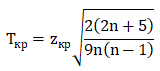 Tкр = zкр√(2(2n + 5) / 9n(n − 1))